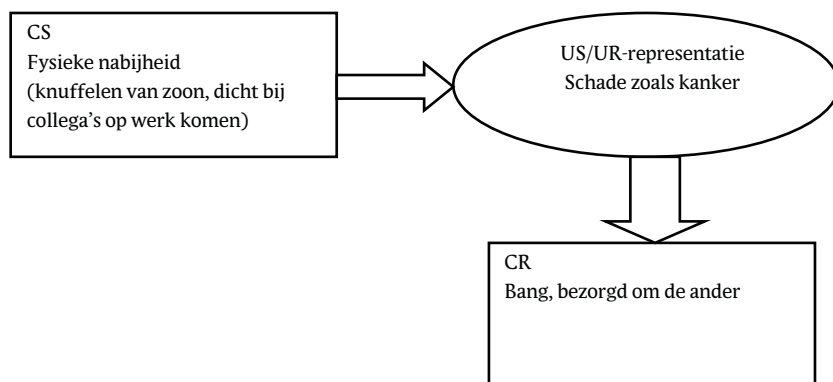 CS
Fysieke nabijheid
(knuffelen van zoon, dicht bij
collega's op werk komen)
US/UR-representatie
Schade zoals kanker
CR
Bang, bezorgd om de ander